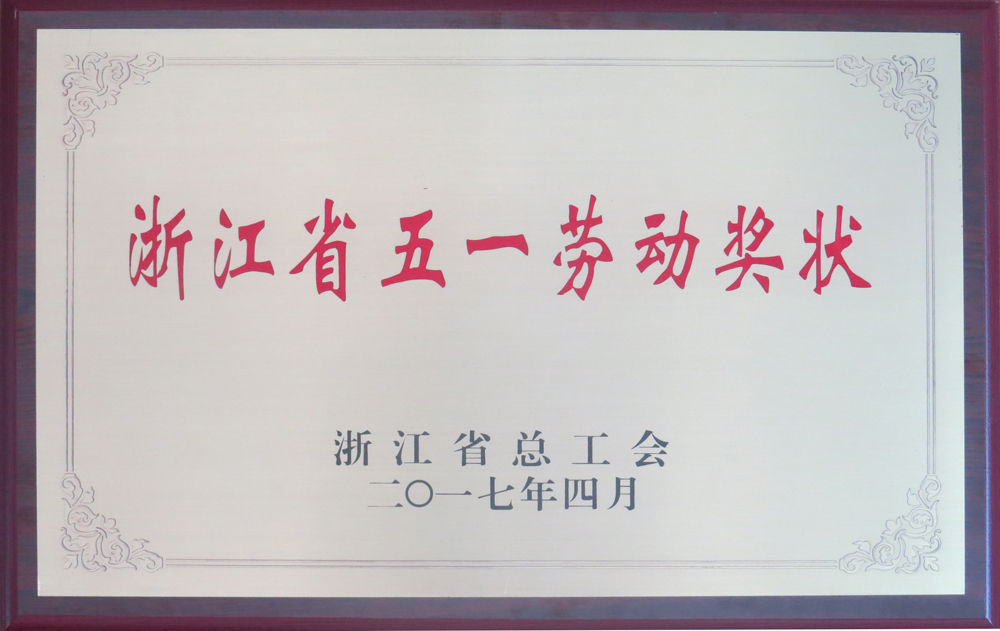 浙江省五一劳动奖状
浙江省总工会
二〇一七年四月